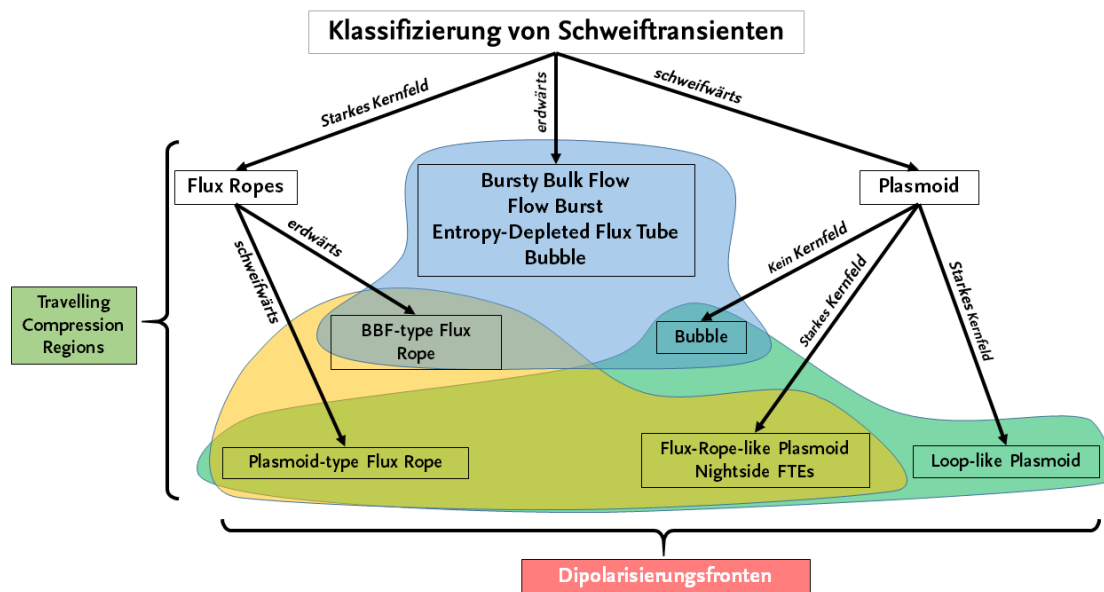 Klassifizierung von Schweiftransienten
Starkes Kernfeld
erdwärts
schweifwärts
Flux Ropes
Bursty Bulk Flow
Flow Burst
Entropy-Depleted Flux Tube
Bubble
Plasmoid
erdwärts
schweifwärts
Kein Kernfeld
Starkes Kernfeld
Starkes Kernfeld
Travelling
Compression
Regions
BBF-type Flux
Rope
Bubble
Plasmoid-type Flux Rope
Flux-Rope-like Plasmoid
Nightside FTEs
Loop-like Plasmoid
Dipolarisierungsfronten